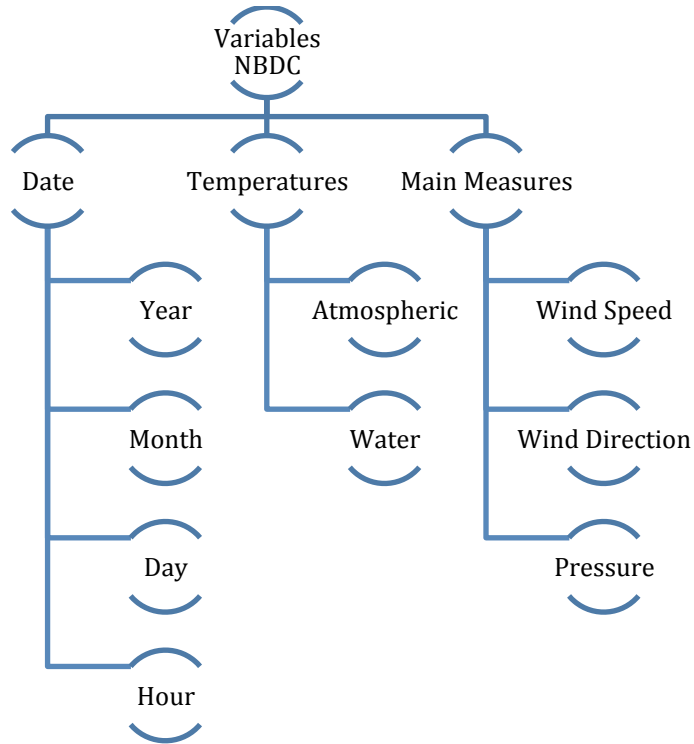 Variables
NBDC
Date
Temperatures
Main Measures
Year
Atmospheric
Wind Speed
Month
Water
Wind Direction
Day
Pressure
Hour